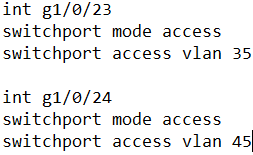 int g1/0/23
switchport mode access
switchport access vlan 35

int g1/0/24
switchport mode access
switchport access vlan 45